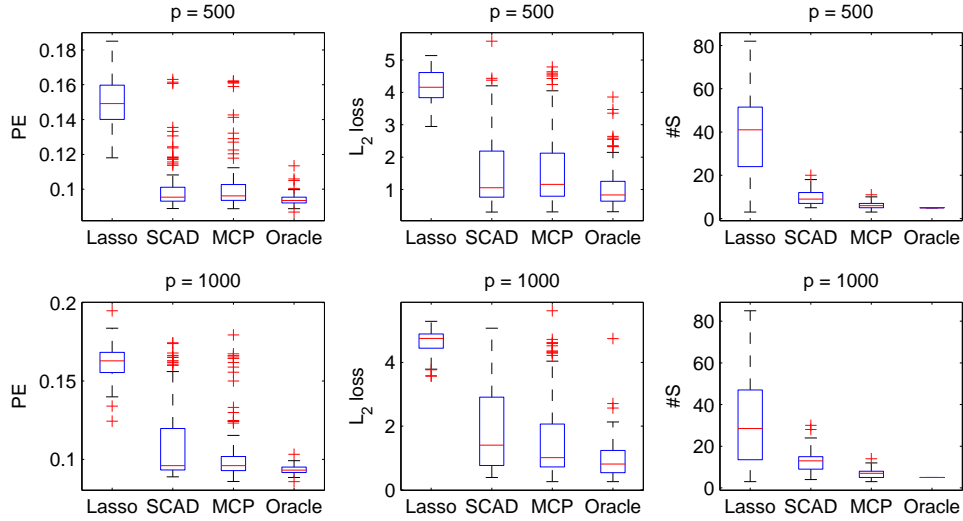 p = 500
PE
0.18
0.16
0.14
0.12
0.1
Lasso SCAD MCP Oracle
p = 500
L2 loss
5
4
3
2
1
Lasso SCAD MCP Oracle
p = 500
#S
80
60
40
20
0
Lasso SCAD MCP Oracle
p = 1000
PE
0.2
0.15
0.1
Lasso SCAD MCP Oracle
p = 1000
L2 loss
4
2
0
Lasso SCAD MCP Oracle
p = 1000
#S
80
60
40
20
0
Lasso SCAD MCP Oracle